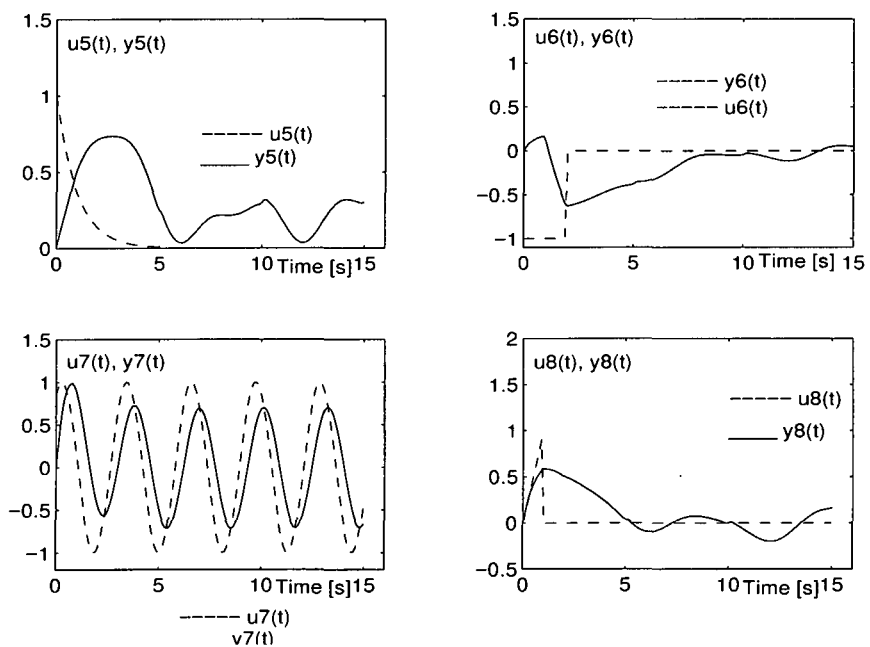 1.5
u5(t), y5(t)
1
u5(t)
y5(t)
0.5
0
0
5
10
Time [s]
15
1.5
u6(t), y6(t)
1
y6(t)
u6(t)
0.5
0
−0.5
−1
0
5
10
Time [s]
15
1.5
u7(t), y7(t)
1
0.5
0
−0.5
−1
0
5
10
Time [s]
15
u7(t)
y7(t)
2
u8(t), y8(t)
1.5
u8(t)
y8(t)
1
0.5
0
−0.5
0
5
10
Time [s]
15